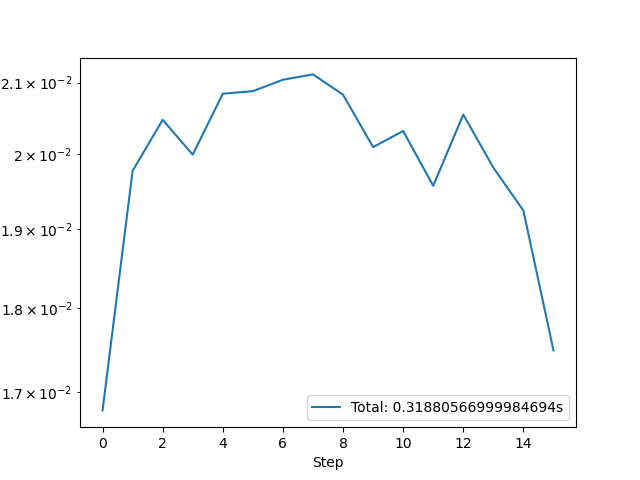 2.1 × 10⁻²
2 × 10⁻²
1.9 × 10⁻²
1.8 × 10⁻²
1.7 × 10⁻²
Total: 0.31880566999984694s
0 2 4 6 8 10 12 14
Step